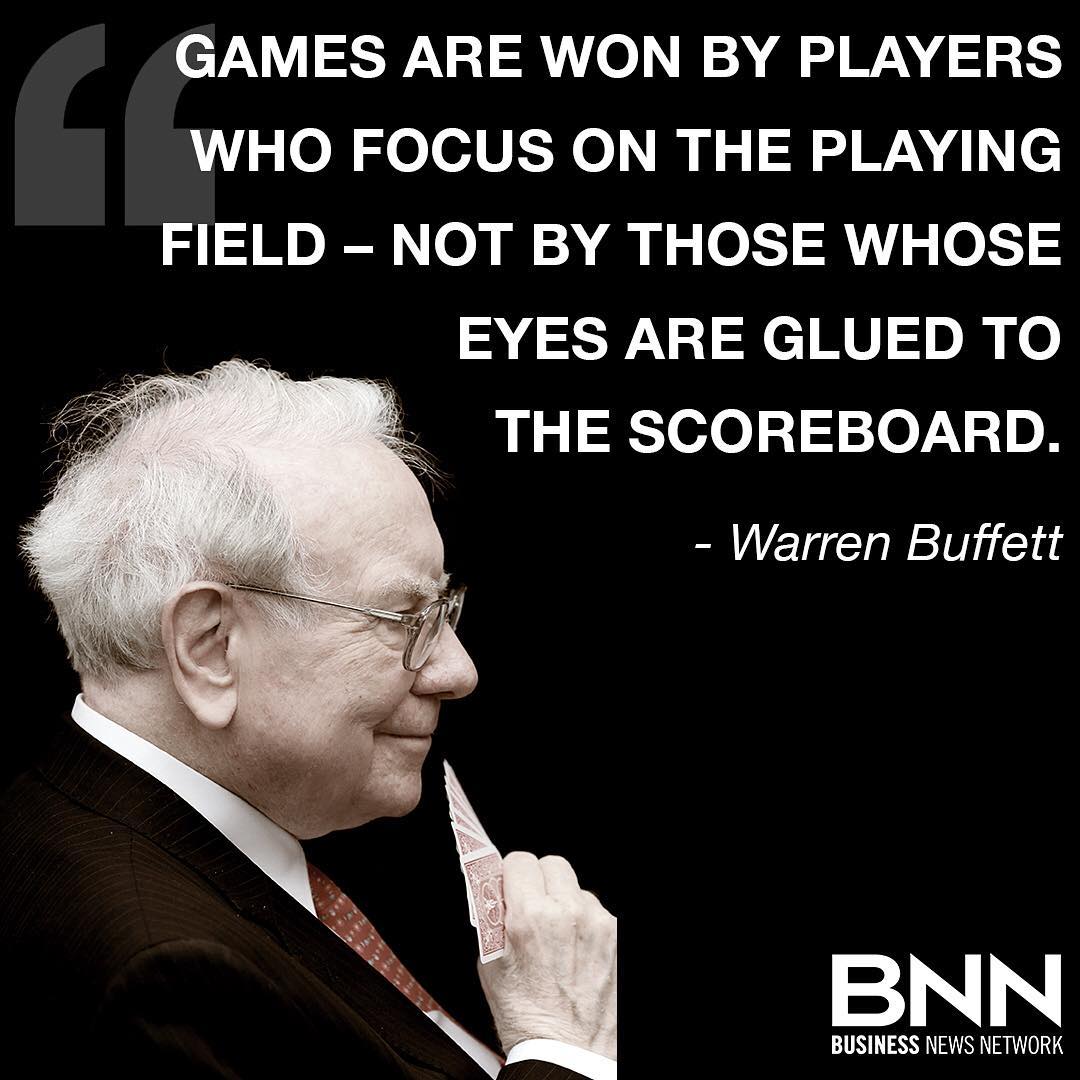 GAMES ARE WON BY PLAYERS
WHO FOCUS ON THE PLAYING
FIELD – NOT BY THOSE WHOSE
EYES ARE GLUED TO
THE SCOREBOARD.
- Warren Buffett
BNN
BUSINESS NEWS NETWORK